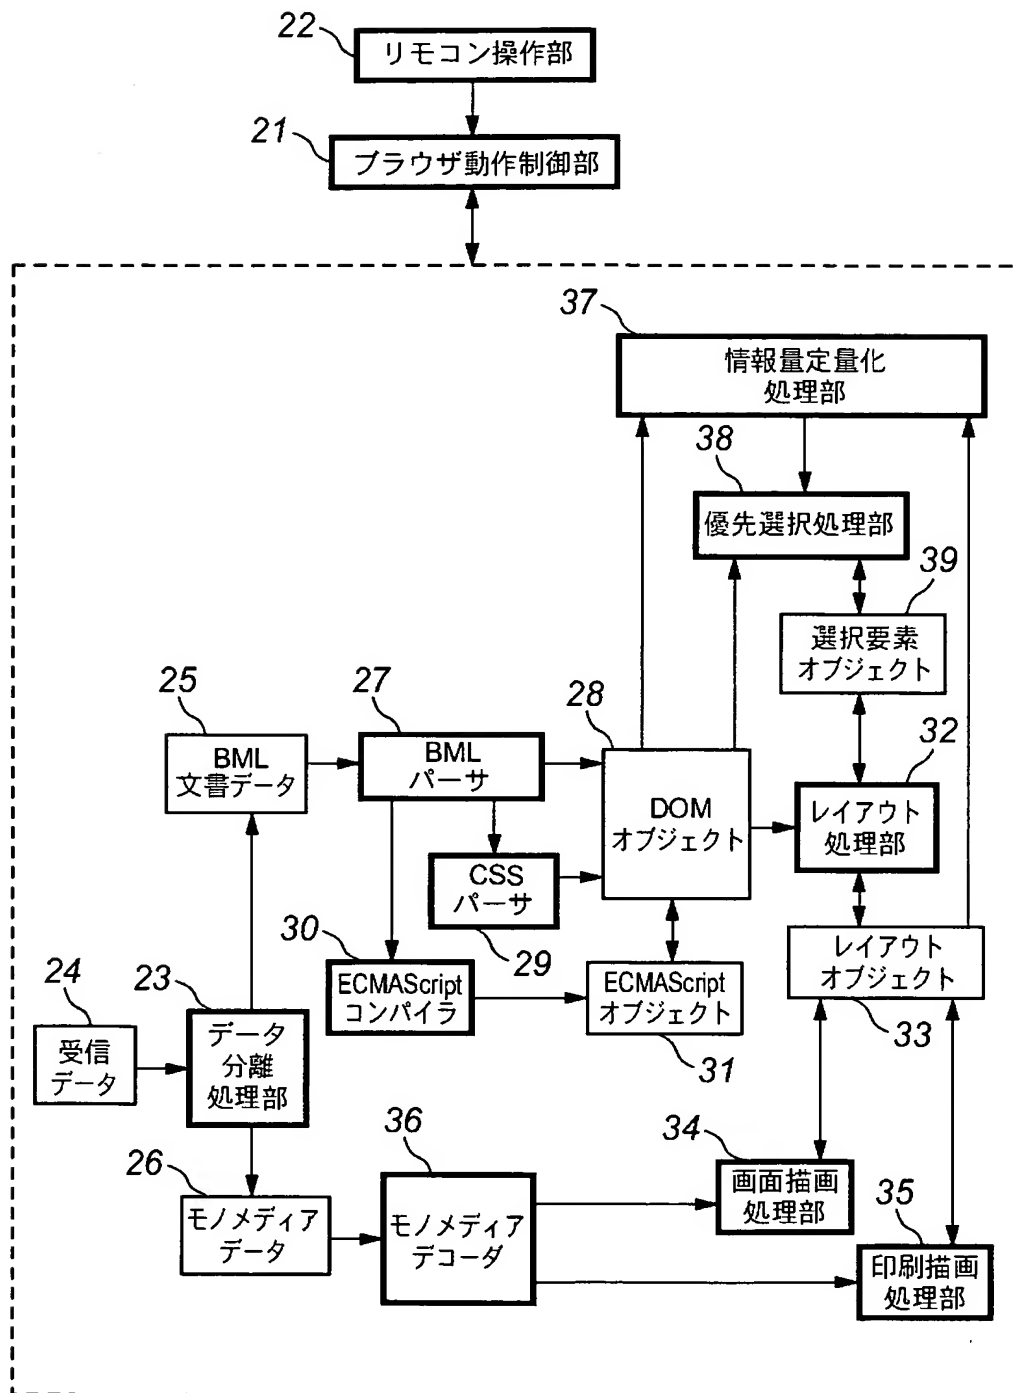 22
リモコン操作部
21
ブラウザ動作制御部
37
情報量定量化
処理部
38
優先選択処理部
39
選択要素
オブジェクト
25
BML
文書データ
27
BML
パーサ
28
DOM
オブジェクト
32
レイアウト
処理部
CSS
パーサ
29
30
ECMAScript
コンパイラ
ECMAScript
オブジェクト
31
レイアウト
オブジェクト
33
24
受信
データ
23
データ
分離
処理部
26
モノメディア
データ
36
モノメディア
デコーダ
34
画面描画
処理部
35
印刷描画
処理部